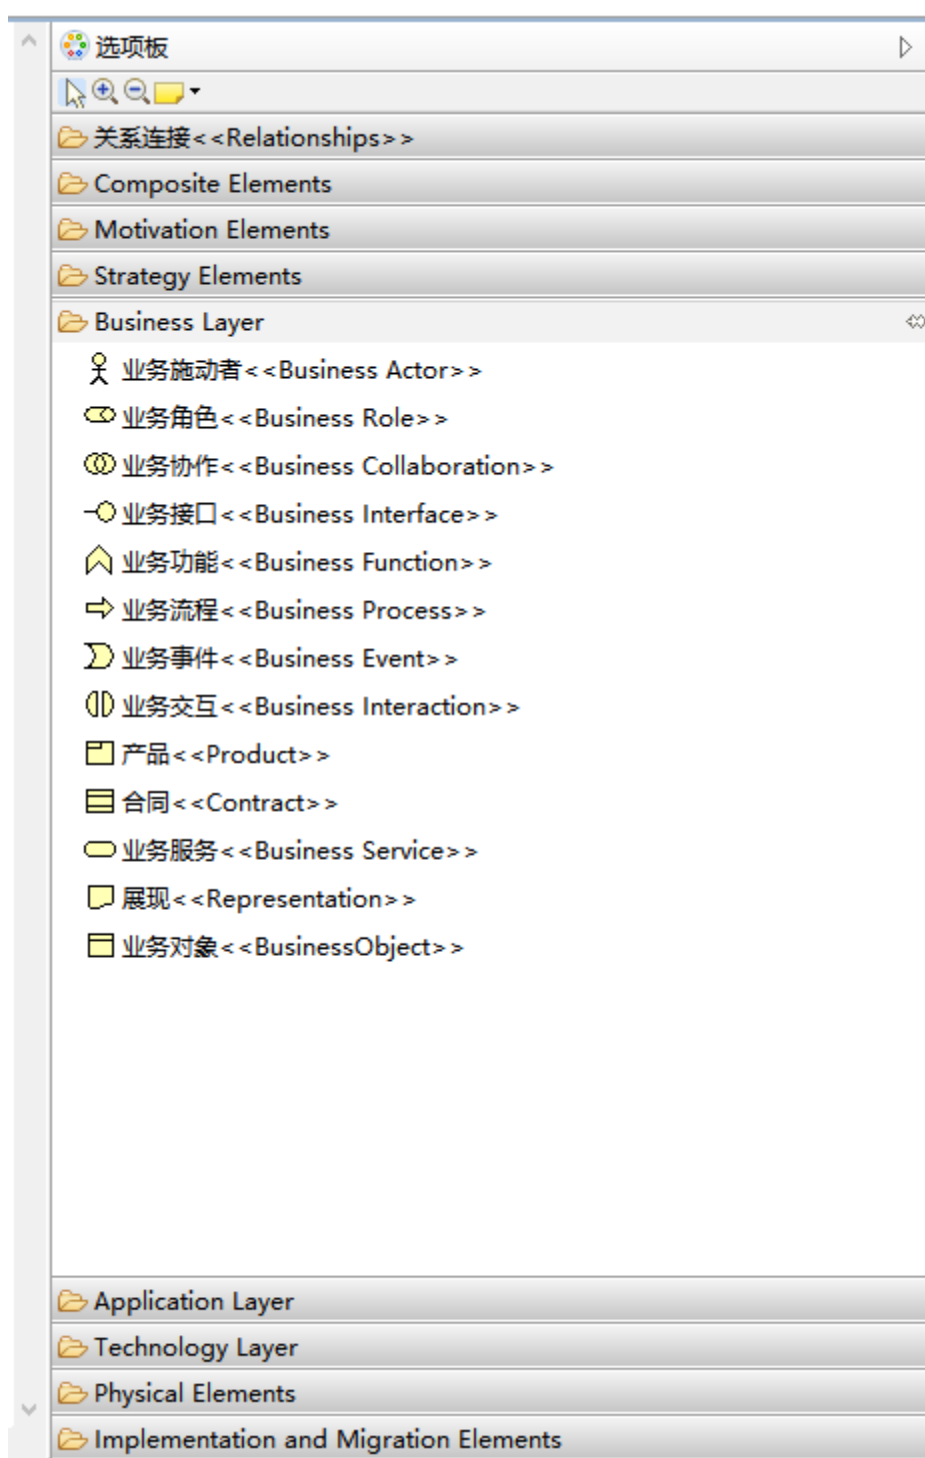 选项板
关系连接<<Relationships>>
Composite Elements
Motivation Elements
Strategy Elements
Business Layer
业务施动者<<Business Actor>>
业务角色<<Business Role>>
业务协作<<Business Collaboration>>
业务接口<<Business Interface>>
业务功能<<Business Function>>
业务流程<<Business Process>>
业务事件<<Business Event>>
业务交互<<Business Interaction>>
产品<<Product>>
合同<<Contract>>
业务服务<<Business Service>>
展现<<Representation>>
业务对象<<BusinessObject>>
Application Layer
Technology Layer
Physical Elements
Implementation and Migration Elements